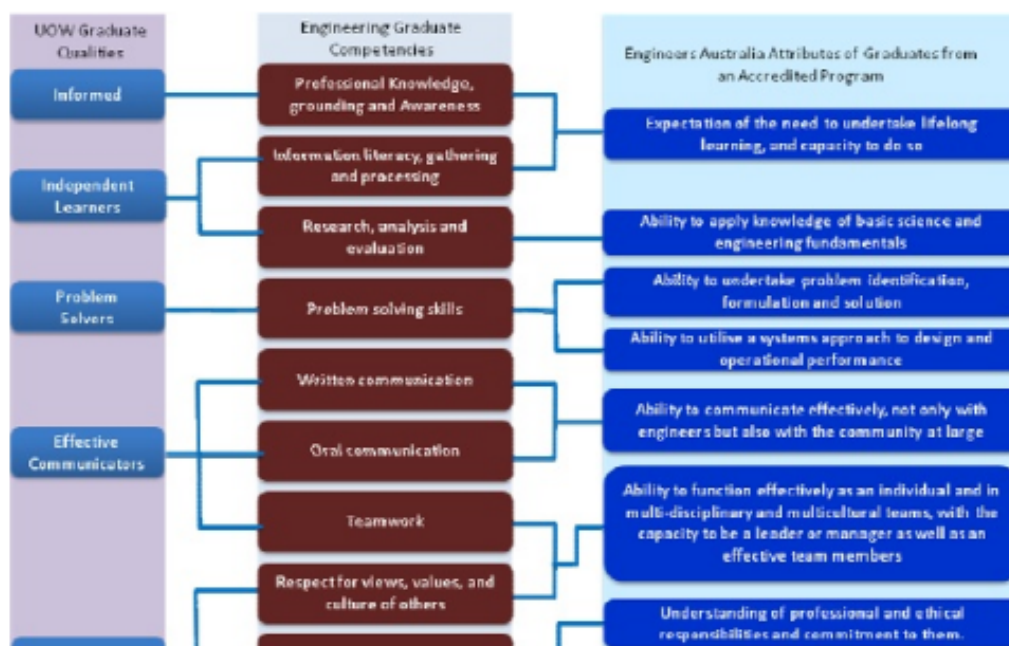 UOW Graduate
Qualities
Informed
Independent
Learners
Problem
Solvers
Effective
Communicators
Engineering Graduate
Competencies
Professional Knowledge,
grounding and Awareness
Information literacy, gathering
and processing
Research, analysis and
evaluation
Problem solving skills
Written communication
Oral communication
Teamwork
Respect for views, values, and
culture of others
Engineers Australia Attributes of Graduates from
an Accredited Program
Expectation of the need to undertake lifelong
learning, and capacity to do so
Ability to apply knowledge of basic science and
engineering fundamentals
Ability to undertake problem identification,
formulation and solution
Ability to utilise a systems approach to design and
operational performance
Ability to communicate effectively, not only with
engineers but also with the community at large
Ability to function effectively as an individual and in
multi-disciplinary and multicultural teams, with the
capacity to be a leader or manager as well as an
effective team members
Understanding of professional and ethical
responsibilities and commitment to them.